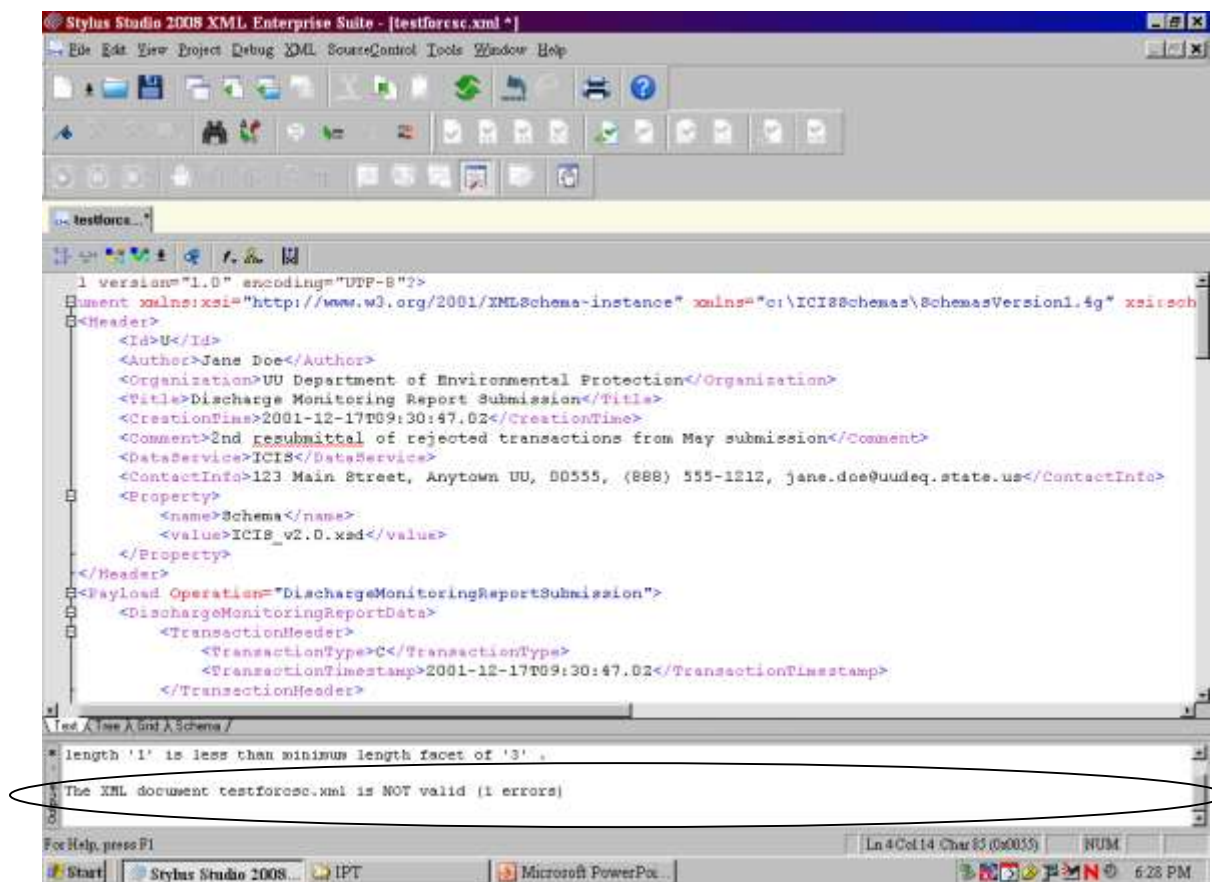 Stylus Studio 2008 XML Enterprise Suite - [testforcsc.xml *]
File Edit View Project Debug XML SourceControl Tools Window Help
testforcs...*
l version="1.0" encoding="UTF-8"?>
ument xmlns:xsi="http://www.w3.org/2001/XMLSchema-instance" xmlns="c:\ICISSchemas\SchemasVersion1.4g" xsi:sch
<Header>
<Id>U</Id>
<Author>Jane Doe</Author>
<Organization>UU Department of Environmental Protection</Organization>
<Title>Discharge Monitoring Report Submission</Title>
<CreationTime>2001-12-17T09:30:47.0Z</CreationTime>
<Comment>2nd resubmittal of rejected transactions from May submission</Comment>
<DataService>ICIS</DataService>
<ContactInfo>123 Main Street, Anytown UU, 00555, (888) 555-1212, jane.doe@uudeq.state.us</ContactInfo>
<Property>
<name>Schema</name>
<value>ICIS_v2.0.xsd</value>
</Property>
</Header>
<Payload Operation="DischargeMonitoringReportSubmission">
<DischargeMonitoringReportData>
<TransactionHeader>
<TransactionType>C</TransactionType>
<TransactionTimestamp>2001-12-17T09:30:47.0Z</TransactionTimestamp>
</TransactionHeader>
Text Tree Grid Schema
length '1' is less than minimum length facet of '3' .
The XML document testforcsc.xml is NOT valid (1 errors)
For Help, press F1
Ln 4 Col 14 Char 85 (0x0055) NUM
Start Stylus Studio 2008... IPT Microsoft PowerPoi... 6:28 PM